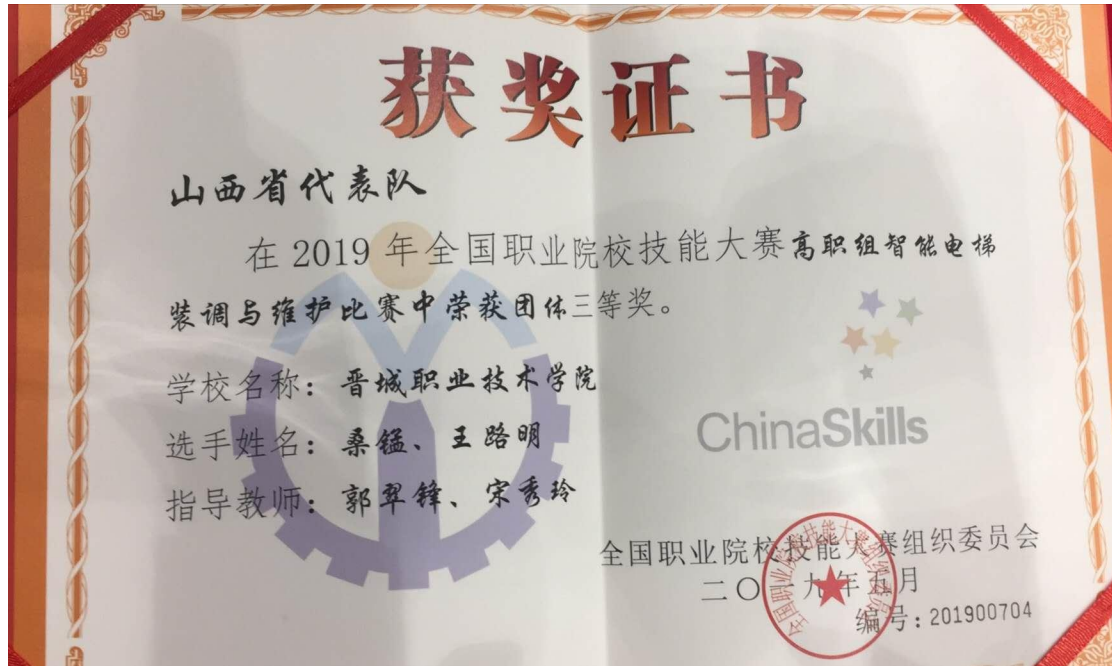 获奖证书
山西省代表队
在 2019 年全国职业院校技能大赛高职组智能电梯
装调与维护比赛中荣获团体三等奖。
学校名称：晋城职业技术学院
选手姓名：桑锰、王路明
指导教师：郭翠锋、宋秀玲
ChinaSkills
全国职业院校技能大赛组织委员会
二〇一九年五月
编号：201900704